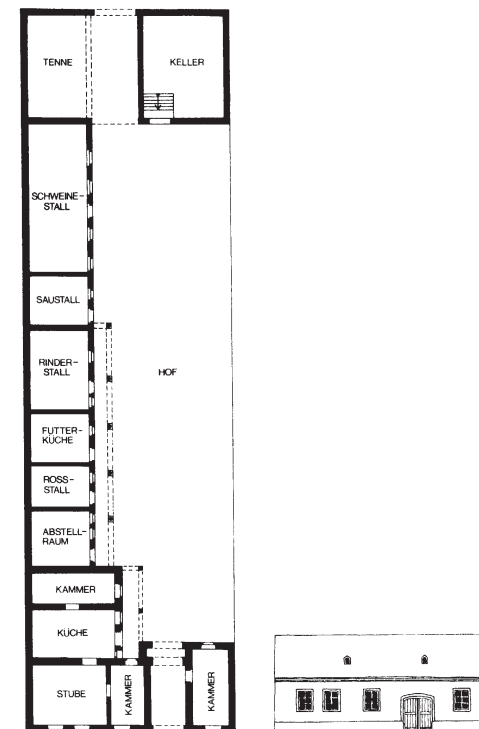 TENNE
KELLER
SCHWEINE-
STALL
SAUSTALL
RINDER-
STALL
HOF
FUTTER-
KÜCHE
ROSS-
STALL
ABSTELL-
RAUM
KAMMER
KÜCHE
STUBE
KAMMER
KAMMER